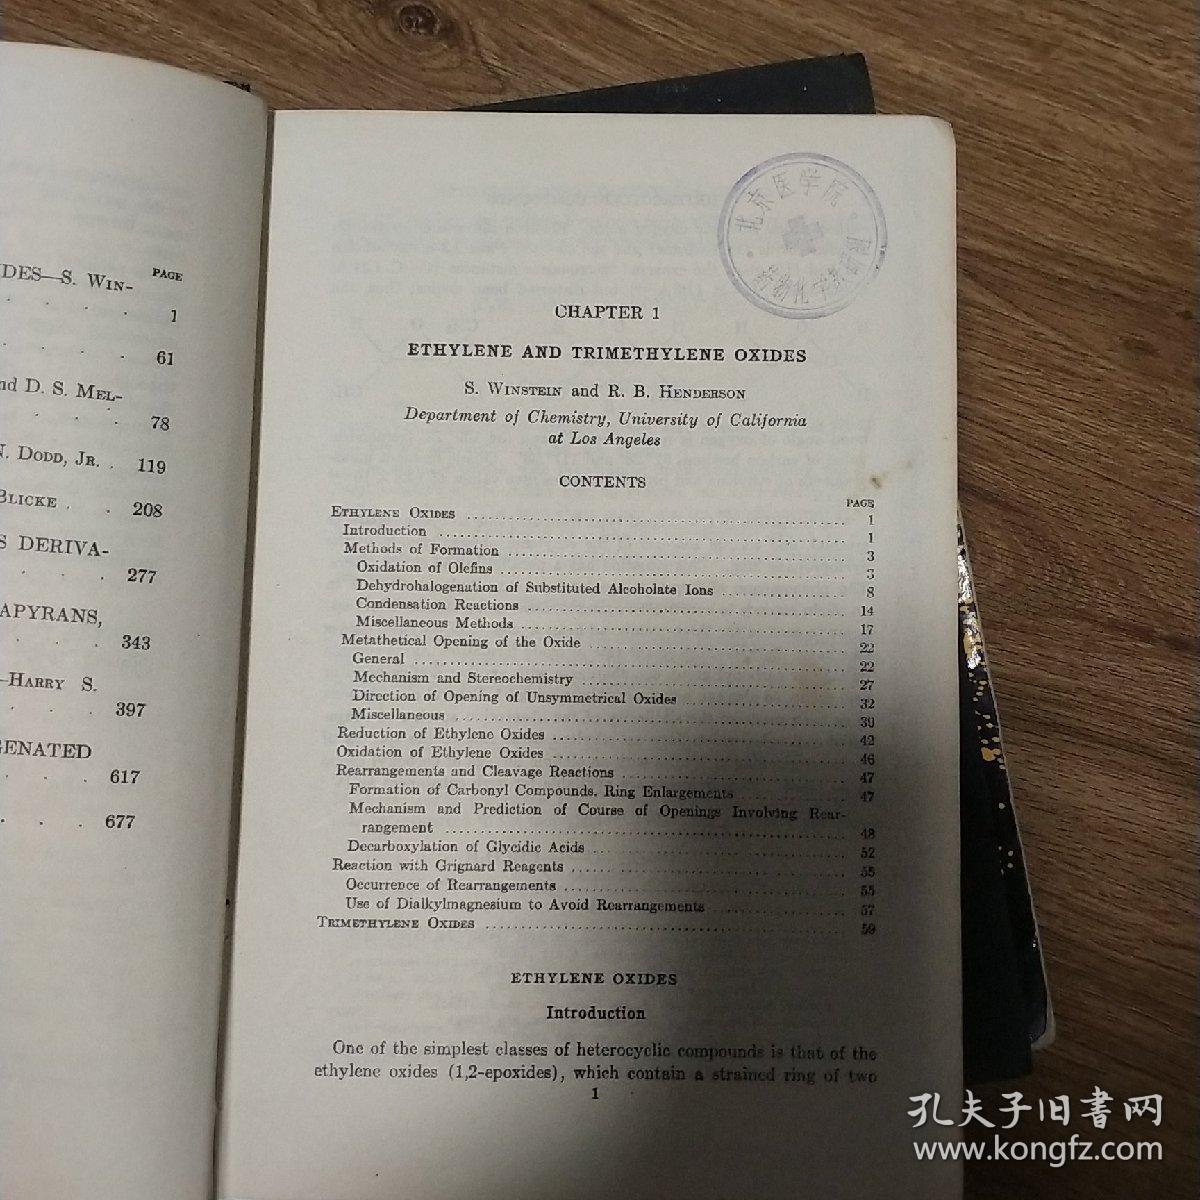 PAGE
DES—S. WIN-
1
61
nd D. S. MEL-
78
N. DODD, JR. . 119
BLICKE . . 208
S DERIVA-
277
APYRANS,
343
—HARRY S.
397
GENATED
617
677
北京医学院
药物化学教研组
CHAPTER 1
ETHYLENE AND TRIMETHYLENE OXIDES
S. WINSTEIN and R. B. HENDERSON
Department of Chemistry, University of California
at Los Angeles
CONTENTS
PAGE
ETHYLENE OXIDES 1
Introduction 1
Methods of Formation 3
Oxidation of Olefins 3
Dehydrohalogenation of Substituted Alcoholate Ions 8
Condensation Reactions 14
Miscellaneous Methods 17
Metathetical Opening of the Oxide 22
General 22
Mechanism and Stereochemistry 27
Direction of Opening of Unsymmetrical Oxides 32
Miscellaneous 39
Reduction of Ethylene Oxides 42
Oxidation of Ethylene Oxides 46
Rearrangements and Cleavage Reactions 47
Formation of Carbonyl Compounds, Ring Enlargements 47
Mechanism and Prediction of Course of Openings Involving Rear-
rangement 48
Decarboxylation of Glycidic Acids 52
Reaction with Grignard Reagents 55
Occurrence of Rearrangements 55
Use of Dialkylmagnesium to Avoid Rearrangements 57
TRIMETHYLENE OXIDES 59
ETHYLENE OXIDES
Introduction
One of the simplest classes of heterocyclic compounds is that of the
ethylene oxides (1,2-epoxides), which contain a strained ring of two
1
孔夫子旧书网
www.kongfz.com